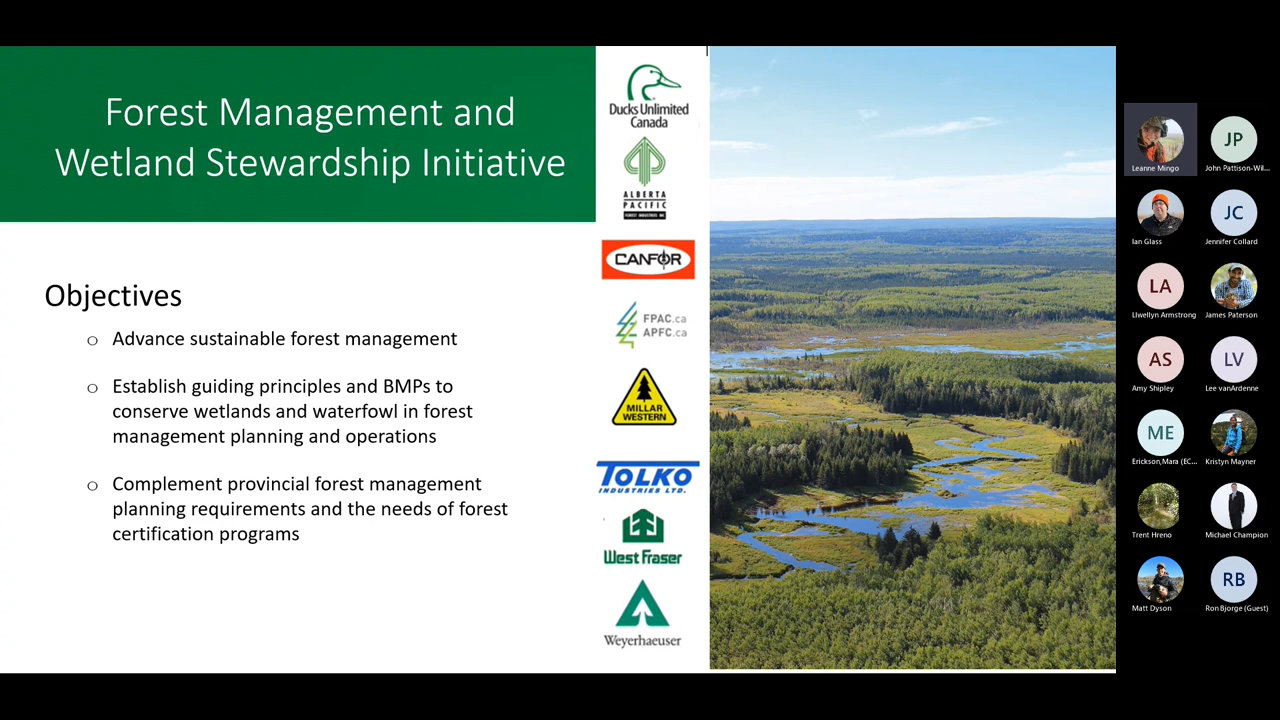 Forest Management and
Wetland Stewardship Initiative
Objectives
o Advance sustainable forest management
o Establish guiding principles and BMPs to
conserve wetlands and waterfowl in forest
management planning and operations
o Complement provincial forest management
planning requirements and the needs of forest
certification programs
Ducks Unlimited
Canada
ALBERTA
PACIFIC
FOREST INDUSTRIES INC
CANFOR
FPAC.ca
APFC.ca
MILLAR
WESTERN
TOLKO
INDUSTRIES LTD.
West Fraser
Weyerhaeuser
Leanne Mingo
JP
John Pattison-Wil...
Ian Glass
JC
Jennifer Collard
LA
Llwellyn Armstrong
James Paterson
AS
Amy Shipley
LV
Lee vanArdenne
ME
Erickson,Mara (EC...
Kristyn Mayner
Trent Hreno
Michael Champion
Matt Dyson
RB
Ron Bjorge (Guest)